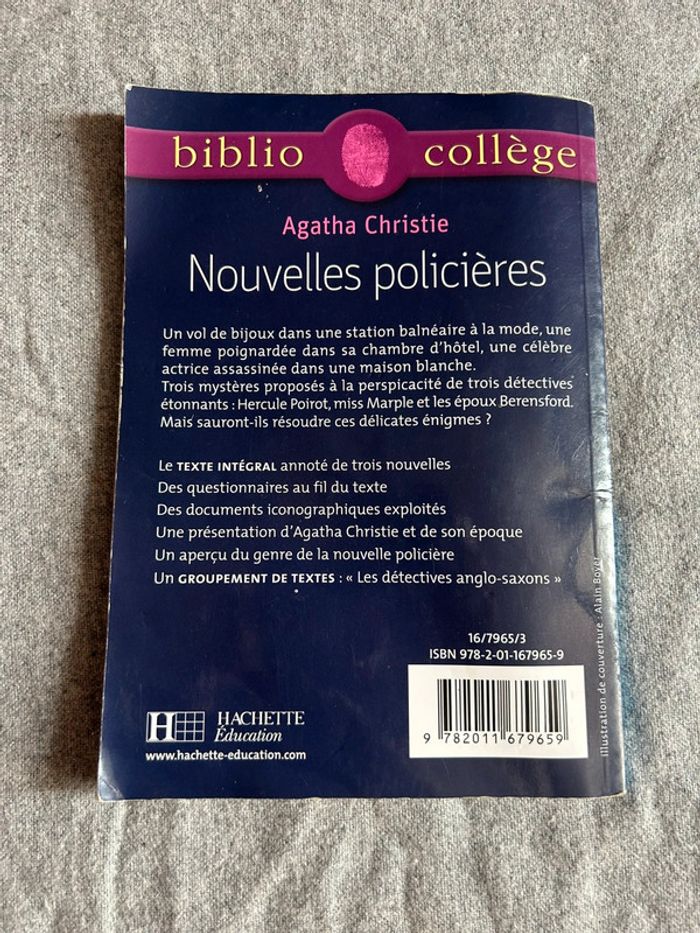 biblio collège
Agatha Christie
Nouvelles policières
Un vol de bijoux dans une station balnéaire à la mode, une
femme poignardée dans sa chambre d'hôtel, une célèbre
actrice assassinée dans une maison blanche.
Trois mystères proposés à la perspicacité de trois détectives
étonnants : Hercule Poirot, miss Marple et les époux Berensford.
Mais sauront-ils résoudre ces délicates énigmes ?
Le TEXTE INTÉGRAL annoté de trois nouvelles
Des questionnaires au fil du texte
Des documents iconographiques exploités
Une présentation d'Agatha Christie et de son époque
Un aperçu du genre de la nouvelle policière
Un GROUPEMENT DE TEXTES : « Les détectives anglo-saxons »
16/7965/3
ISBN 978-2-01-167965-9
9 782011 679659
H HACHETTE
Éducation
www.hachette-education.com
Illustration de couverture : Alain Boyer